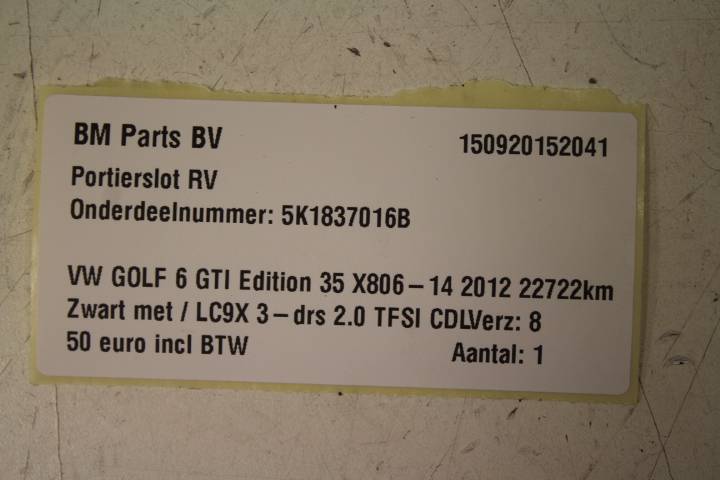 BM Parts BV 150920152041
Portierslot RV
Onderdeelnummer: 5K1837016B
VW GOLF 6 GTI Edition 35 X806-14 2012 22722km
Zwart met / LC9X 3-drs 2.0 TFSI CDLVerz: 8
50 euro incl BTW Aantal: 1